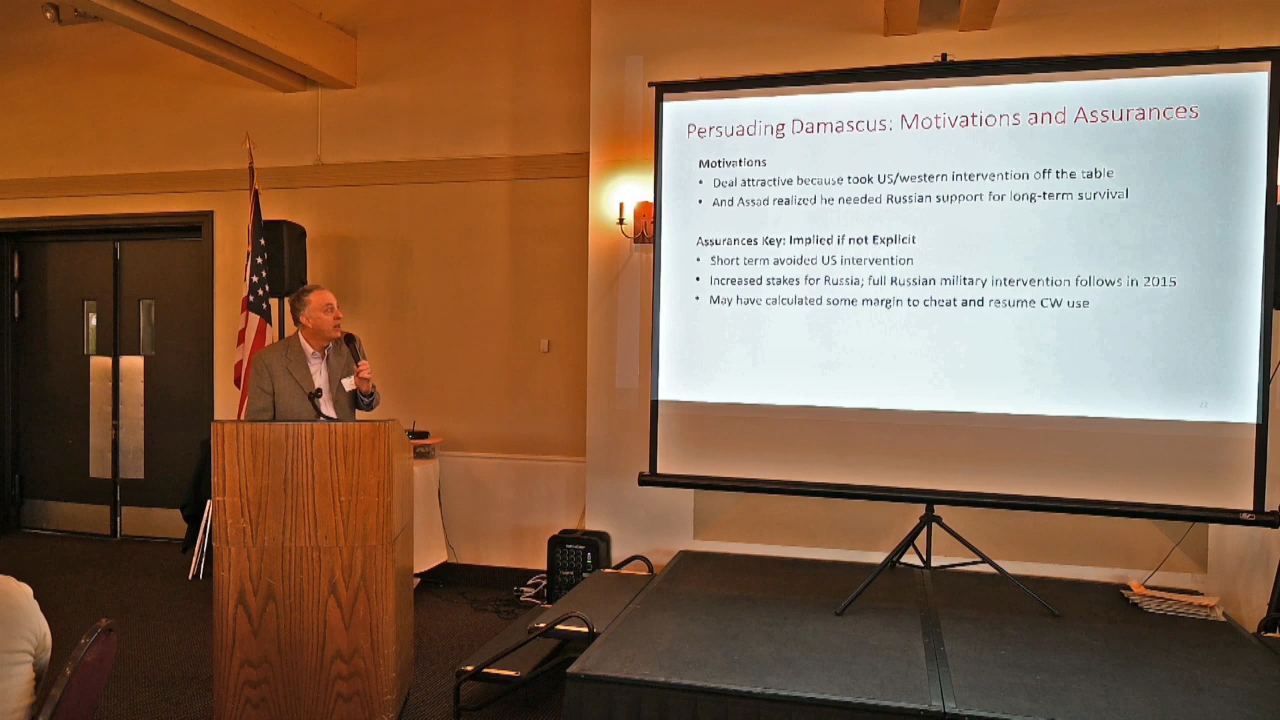 Persuading Damascus: Motivations and Assurances
Motivations
• Deal attractive because took US/western intervention off the table
• And Assad realized he needed Russian support for long-term survival
Assurances Key: Implied if not Explicit
• Short term avoided US intervention
• Increased stakes for Russia; full Russian military intervention follows in 2015
• May have calculated some margin to cheat and resume CW use
22